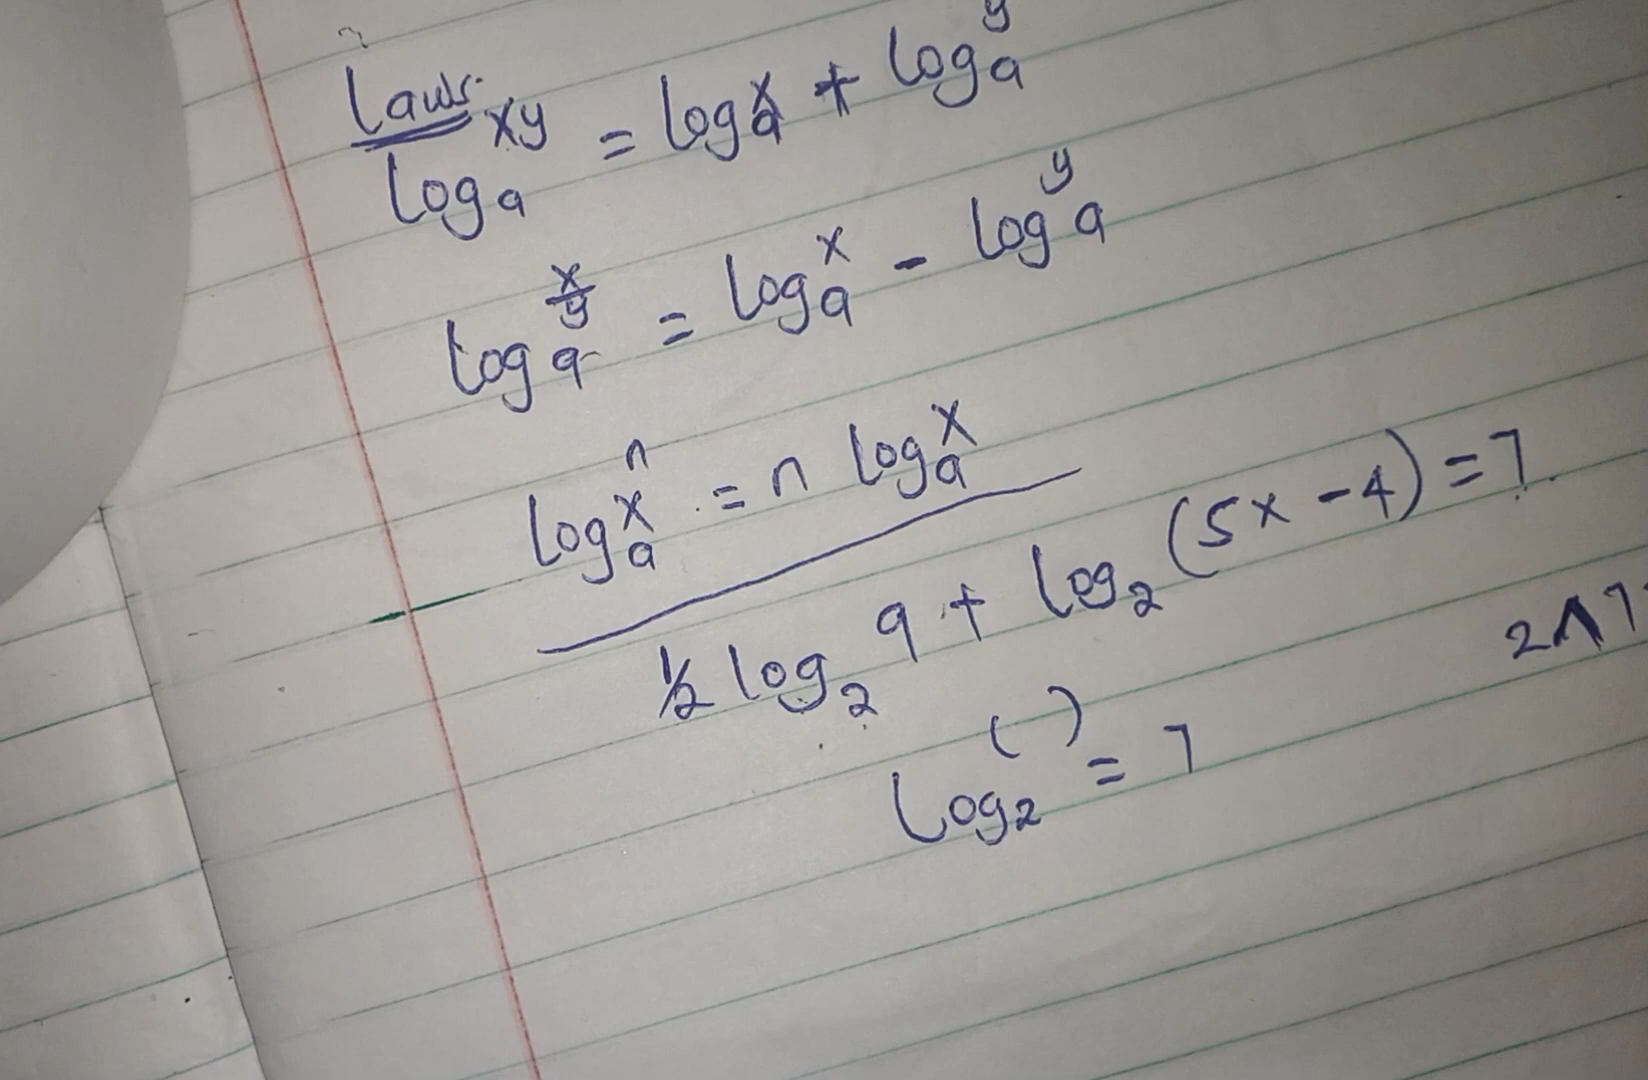 Laws.
log_a xy = log_a x + log_a y
log_a x/y = log_a x - log_a y
log_a x^n = n log_a x
½ log_2 9 + log_2 (5x - 4) = 7
log_2 ( ) = 7
2^7